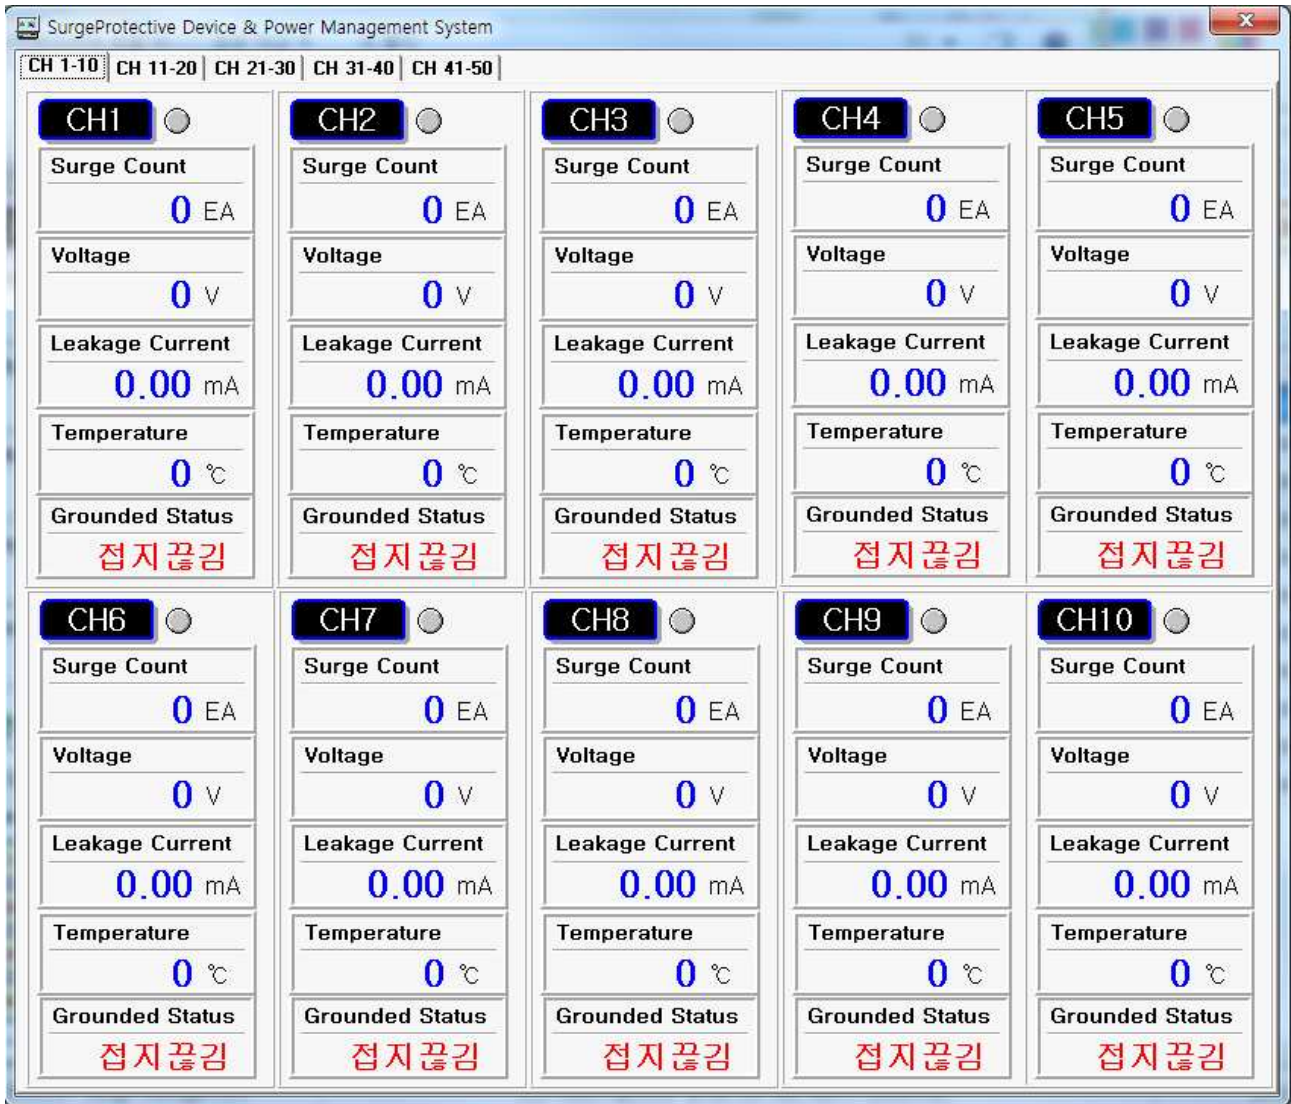 SurgeProtective Device & Power Management System
CH 1-10 CH 11-20 CH 21-30 CH 31-40 CH 41-50
CH1 CH2 CH3 CH4 CH5
Surge Count Surge Count Surge Count Surge Count Surge Count
0 EA 0 EA 0 EA 0 EA 0 EA
Voltage Voltage Voltage Voltage Voltage
0 V 0 V 0 V 0 V 0 V
Leakage Current Leakage Current Leakage Current Leakage Current Leakage Current
0.00 mA 0.00 mA 0.00 mA 0.00 mA 0.00 mA
Temperature Temperature Temperature Temperature Temperature
0 ℃ 0 ℃ 0 ℃ 0 ℃ 0 ℃
Grounded Status Grounded Status Grounded Status Grounded Status Grounded Status
접지끊김 접지끊김 접지끊김 접지끊김 접지끊김
CH6 CH7 CH8 CH9 CH10
Surge Count Surge Count Surge Count Surge Count Surge Count
0 EA 0 EA 0 EA 0 EA 0 EA
Voltage Voltage Voltage Voltage Voltage
0 V 0 V 0 V 0 V 0 V
Leakage Current Leakage Current Leakage Current Leakage Current Leakage Current
0.00 mA 0.00 mA 0.00 mA 0.00 mA 0.00 mA
Temperature Temperature Temperature Temperature Temperature
0 ℃ 0 ℃ 0 ℃ 0 ℃ 0 ℃
Grounded Status Grounded Status Grounded Status Grounded Status Grounded Status
접지끊김 접지끊김 접지끊김 접지끊김 접지끊김